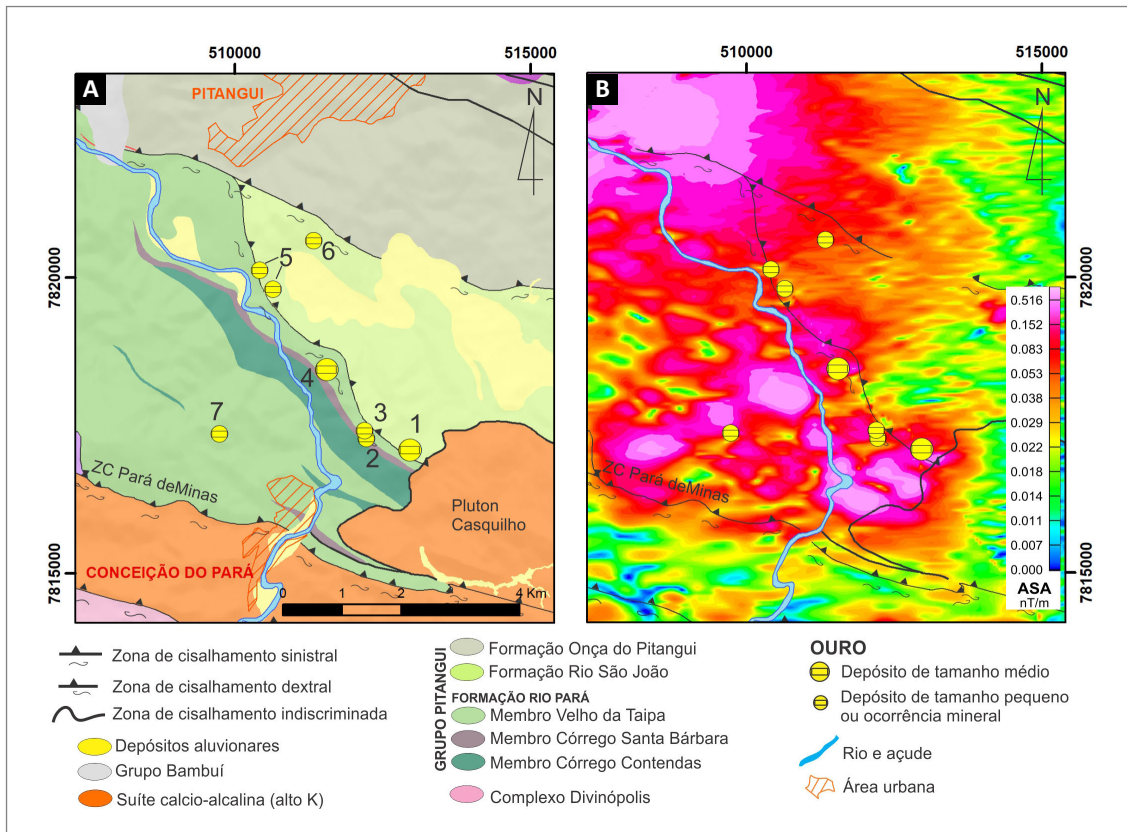 510000
515000
510000
515000
A
PITANGUI
N
B
N
7820000
7820000
5
6
4
3
7
1
2
ZC Pará deMinas
Pluton
Casquilho
CONCEIÇÃO DO PARÁ
7815000
0
1
2
4 Km
ZC Pará deMinas
0.516
0.152
0.083
0.053
0.038
0.029
0.022
0.018
0.014
0.011
0.007
0.000
ASA
nT/m
7815000
Zona de cisalhamento sinistral
Zona de cisalhamento dextral
Zona de cisalhamento indiscriminada
Depósitos aluvionares
Grupo Bambuí
Suíte calcio-alcalina (alto K)
GRUPO PITANGUI
Formação Onça do Pitangui
Formação Rio São João
FORMAÇÃO RIO PARÁ
Membro Velho da Taipa
Membro Córrego Santa Bárbara
Membro Córrego Contendas
Complexo Divinópolis
OURO
Depósito de tamanho médio
Depósito de tamanho pequeno
ou ocorrência mineral
Rio e açude
Área urbana